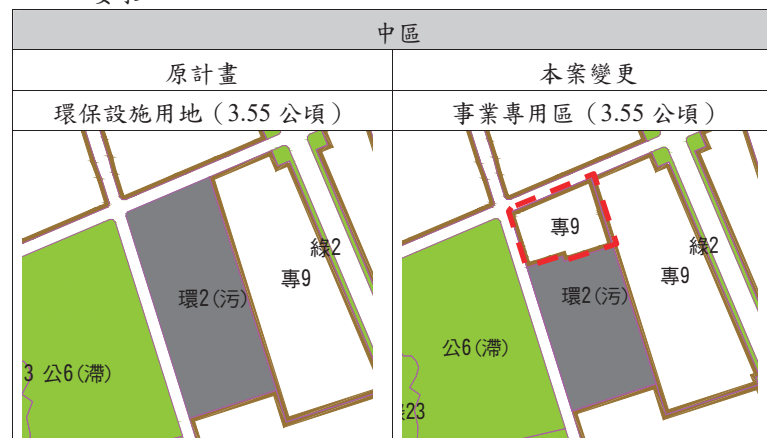 中區
原計畫
本案變更
環保設施用地（3.55 公頃）
事業專用區（3.55 公頃）
綠2
專9
環2(污)
3 公6(滯)
專9
綠2
專9
環2(污)
公6(滯)
23